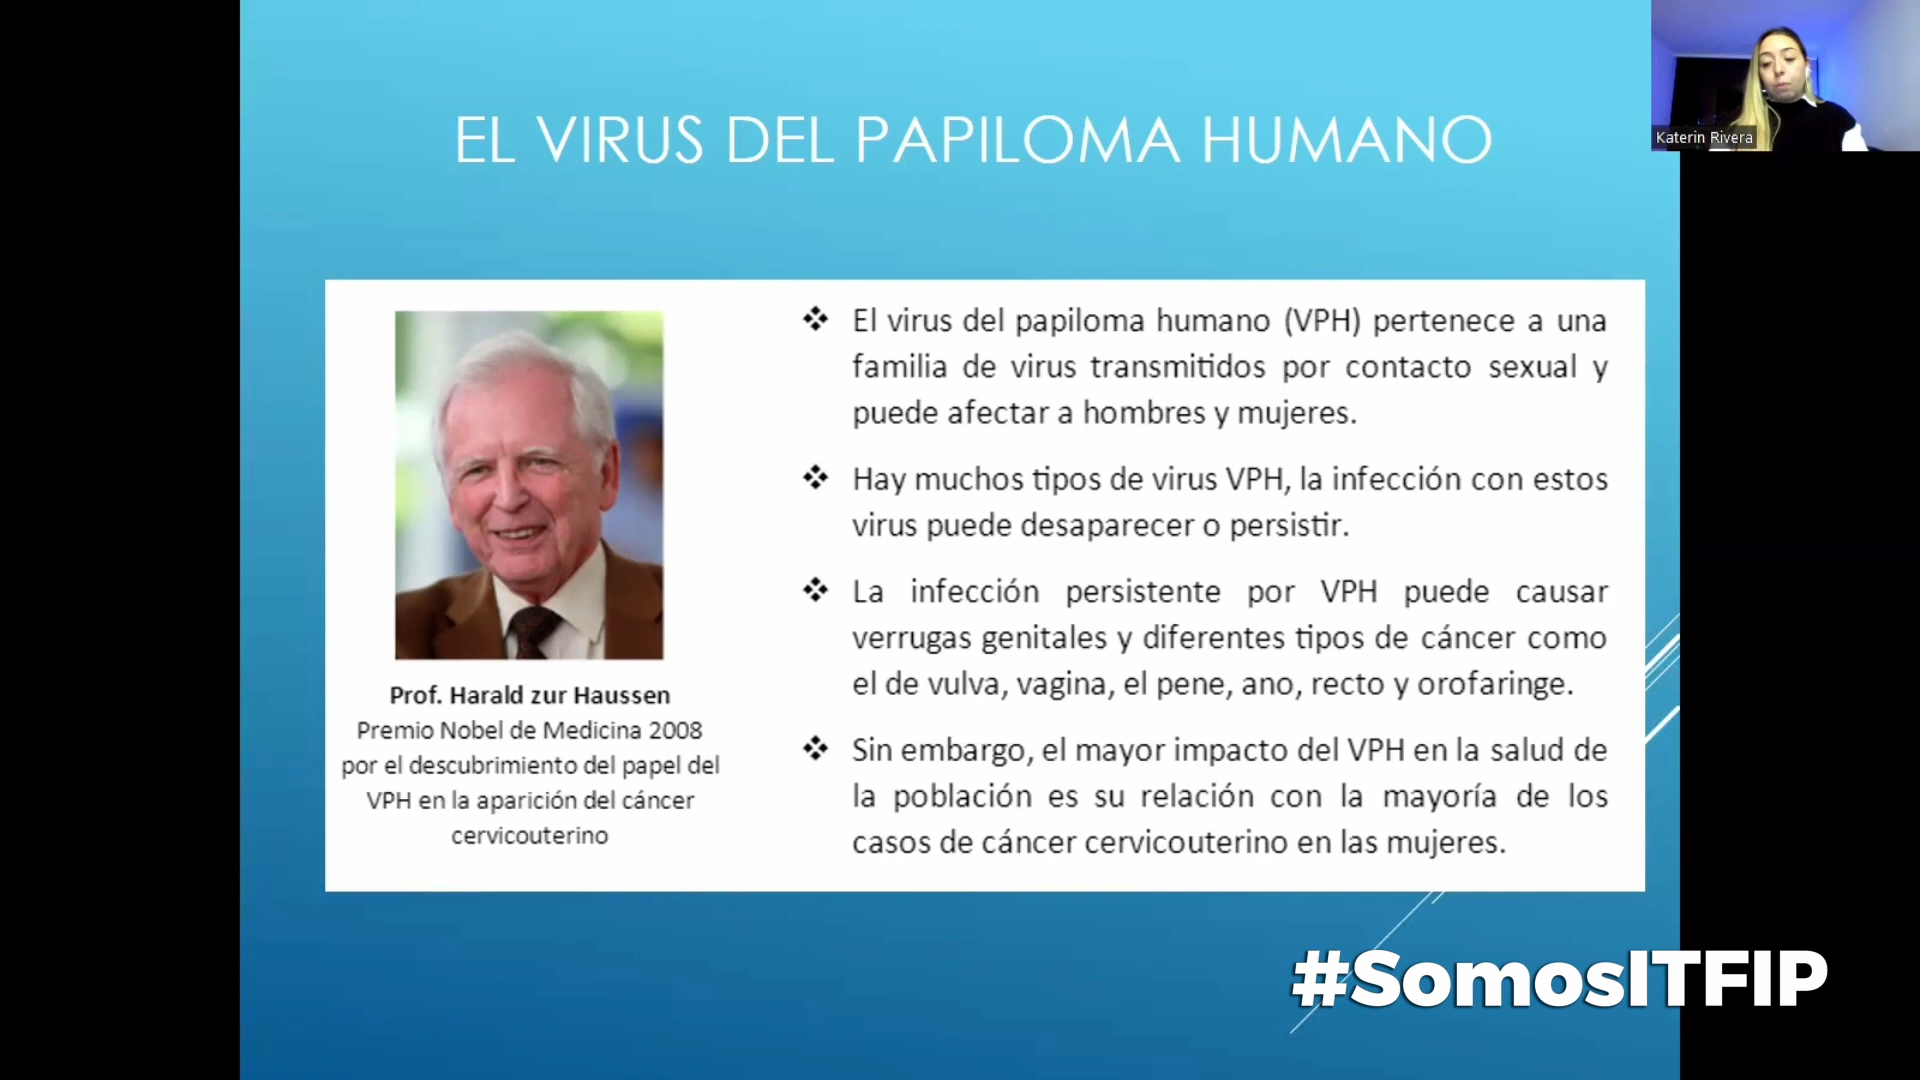 EL VIRUS DEL PAPILOMA HUMANO
Katerin Rivera
Prof. Harald zur Haussen
Premio Nobel de Medicina 2008
por el descubrimiento del papel del
VPH en la aparición del cáncer
cervicouterino
❖ El virus del papiloma humano (VPH) pertenece a una
familia de virus transmitidos por contacto sexual y
puede afectar a hombres y mujeres.
❖ Hay muchos tipos de virus VPH, la infección con estos
virus puede desaparecer o persistir.
❖ La infección persistente por VPH puede causar
verrugas genitales y diferentes tipos de cáncer como
el de vulva, vagina, el pene, ano, recto y orofaringe.
❖ Sin embargo, el mayor impacto del VPH en la salud de
la población es su relación con la mayoría de los
casos de cáncer cervicouterino en las mujeres.
#SomosITFIP